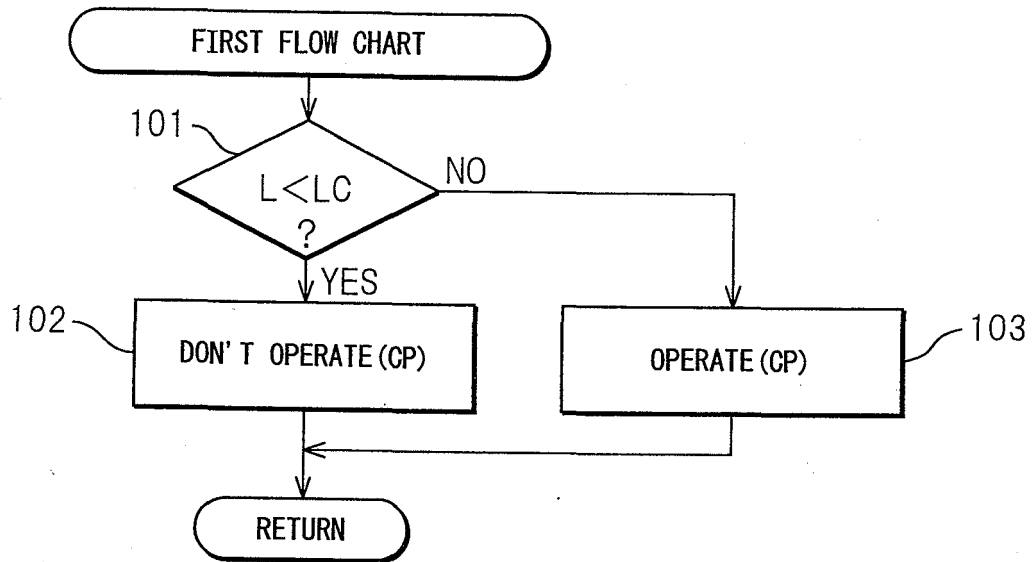 FIRST FLOW CHART
101
L<LC
?
NO
YES
102
DON'T OPERATE(CP)
OPERATE(CP)
103
RETURN